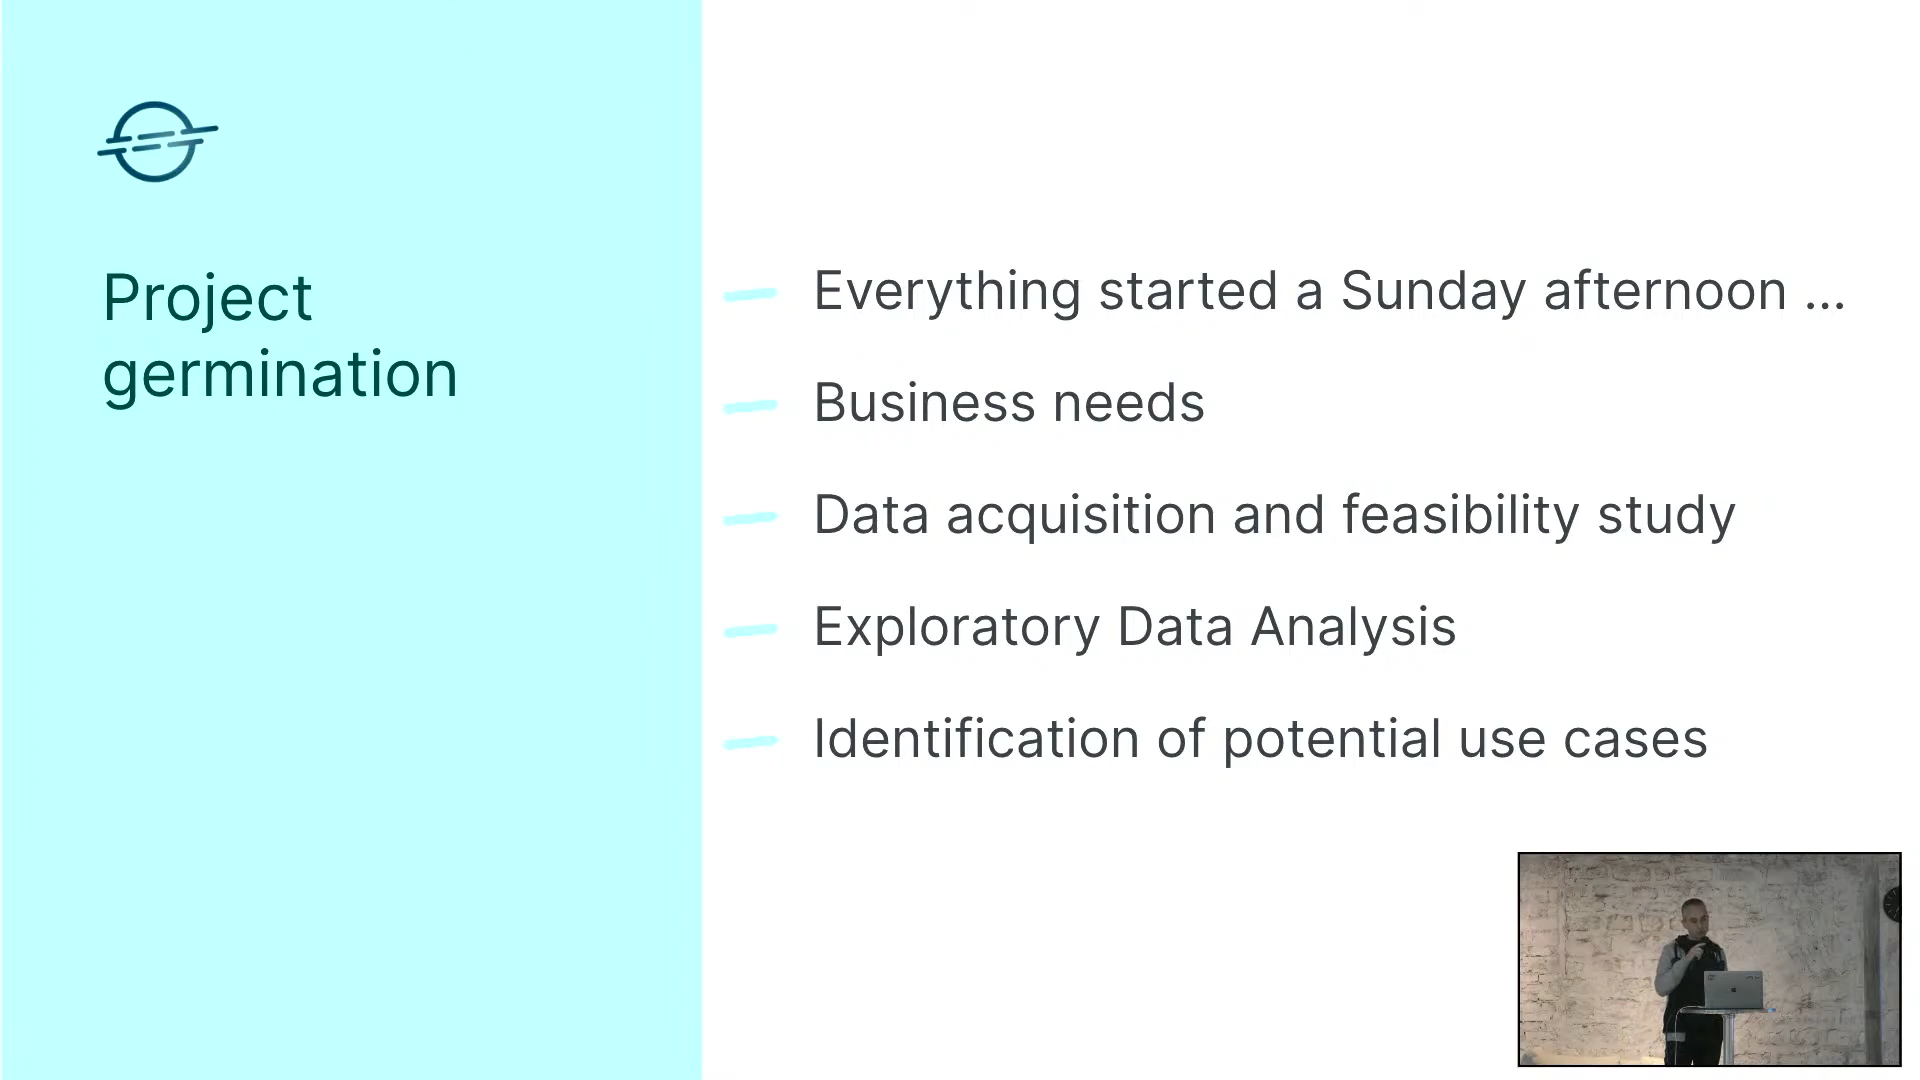 Project
germination
Everything started a Sunday afternoon ...
Business needs
Data acquisition and feasibility study
Exploratory Data Analysis
Identification of potential use cases